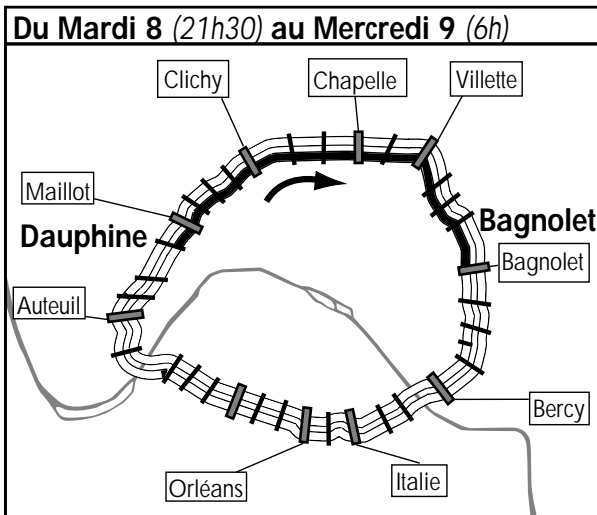 Du Mardi 8 (21h30) au Mercredi 9 (6h)
Clichy
Chapelle
Villette
Maillot
Dauphine
Bagnolet
Bagnolet
Auteuil
Bercy
Orléans
Italie